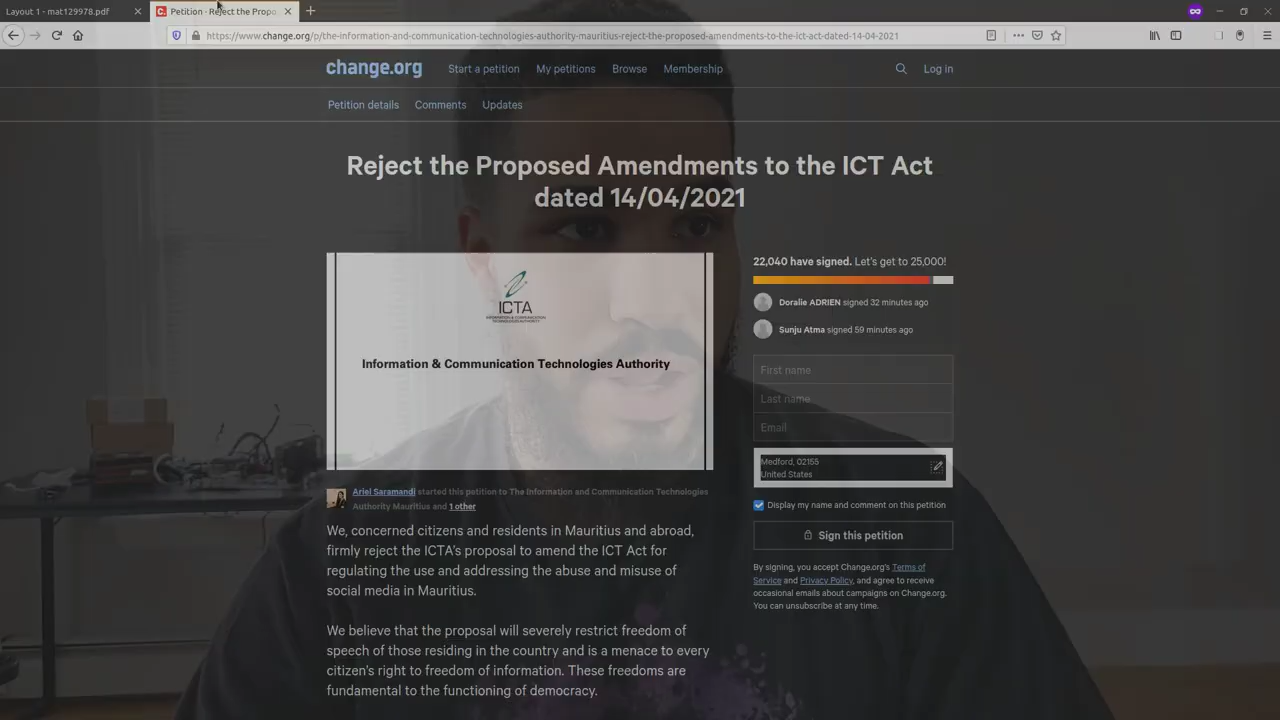 Layout 1 - mat129978.pdf
Petition · Reject the Propo
https://www.change.org/p/the-information-and-communication-technologies-authority-mauritius-reject-the-proposed-amendments-to-the-ict-act-dated-14-04-2021
change.org Start a petition My petitions Browse Membership Log in
Petition details Comments Updates
Reject the Proposed Amendments to the ICT Act
dated 14/04/2021
ICTA
INFORMATION & COMMUNICATION
TECHNOLOGIES AUTHORITY
Information & Communication Technologies Authority
22,040 have signed. Let's get to 25,000!
Doralie ADRIEN signed 32 minutes ago
Sunju Atma signed 59 minutes ago
First name
Last name
Email
Medford, 02155
United States
Display my name and comment on this petition
Sign this petition
By signing, you accept Change.org's Terms of
Service and Privacy Policy, and agree to receive
occasional emails about campaigns on Change.org.
You can unsubscribe at any time.
Ariel Saramandi started this petition to The Information and Communication Technologies
Authority Mauritius and 1 other
We, concerned citizens and residents in Mauritius and abroad,
firmly reject the ICTA's proposal to amend the ICT Act for
regulating the use and addressing the abuse and misuse of
social media in Mauritius.
We believe that the proposal will severely restrict freedom of
speech of those residing in the country and is a menace to every
citizen's right to freedom of information. These freedoms are
fundamental to the functioning of democracy.